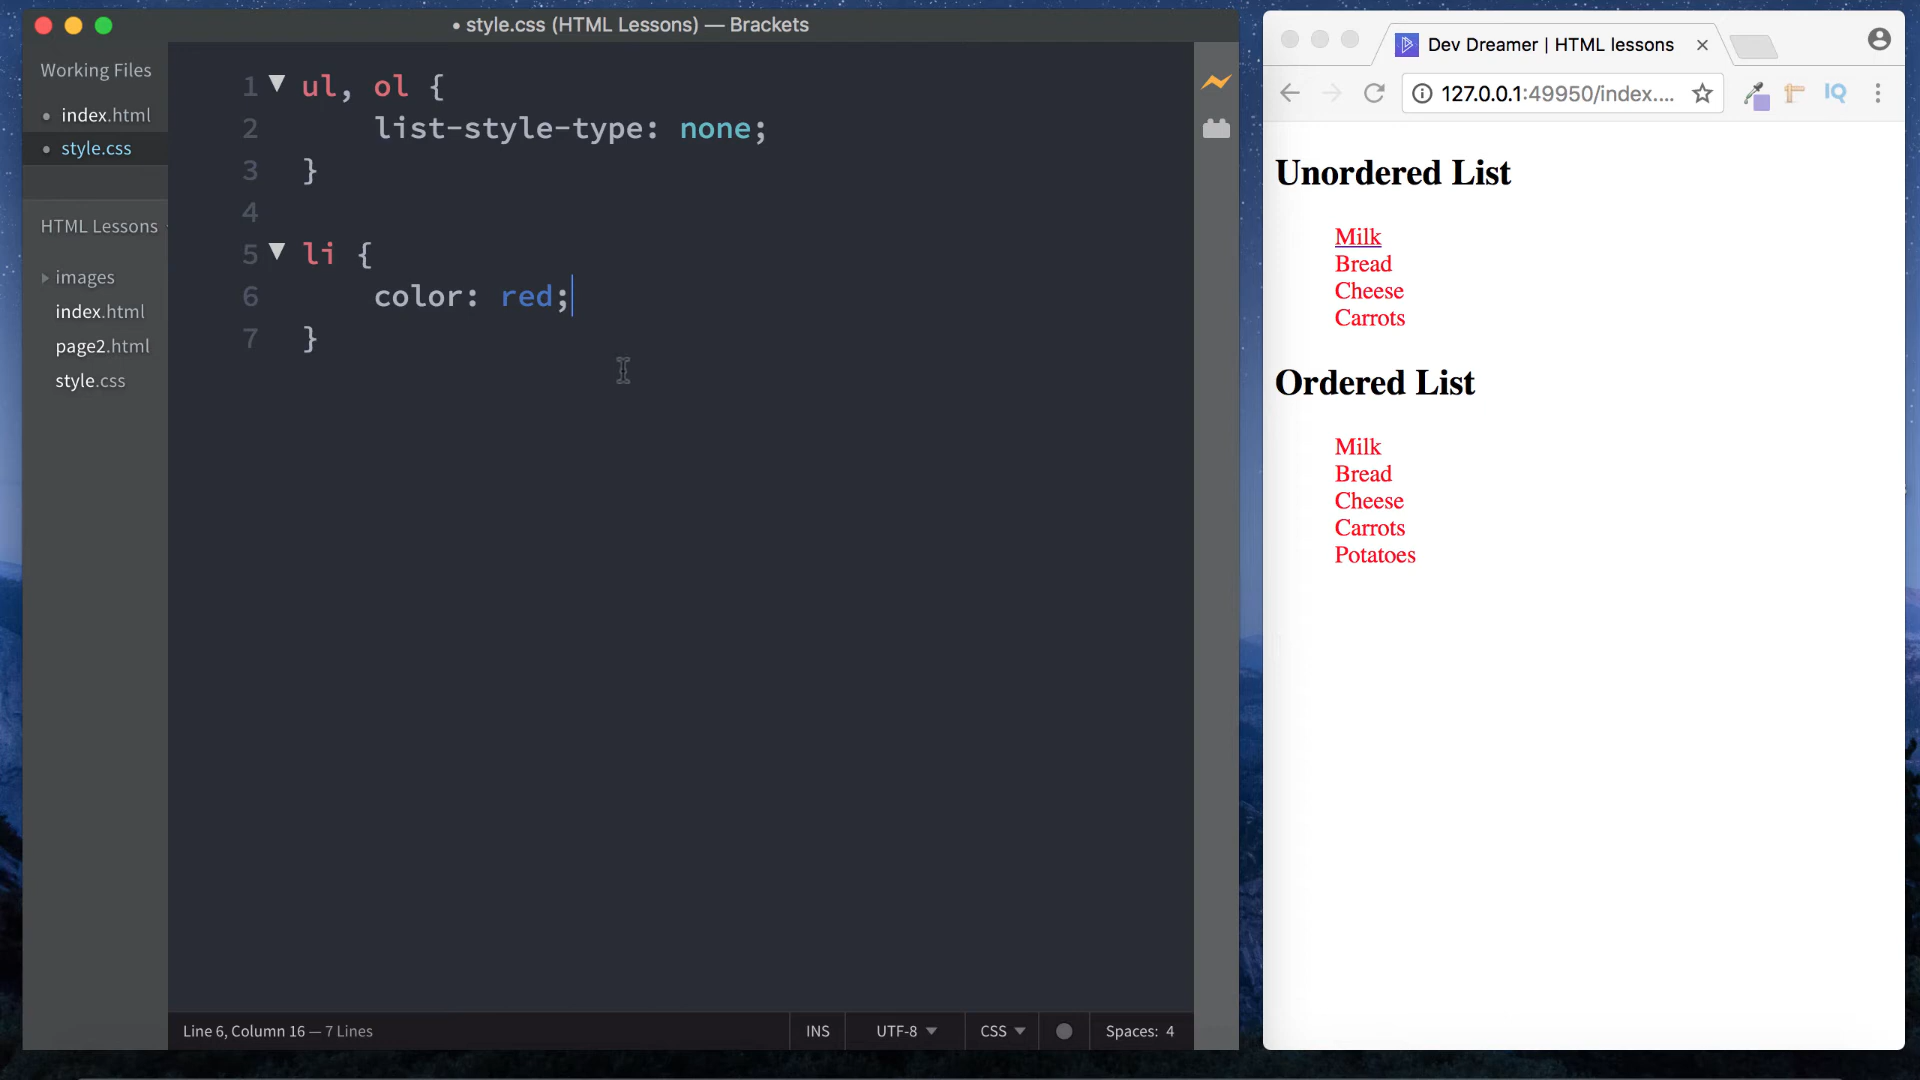 • style.css (HTML Lessons) — Brackets
Working Files
• index.html
• style.css
HTML Lessons
images
index.html
page2.html
style.css
1 ul, ol {
2 list-style-type: none;
3 }
4
5 li {
6 color: red;
7 }
Line 6, Column 16 — 7 Lines
INS
UTF-8
CSS
Spaces: 4
Dev Dreamer | HTML lessons
127.0.0.1:49950/index....
IQ
Unordered List
Milk
Bread
Cheese
Carrots
Ordered List
Milk
Bread
Cheese
Carrots
Potatoes